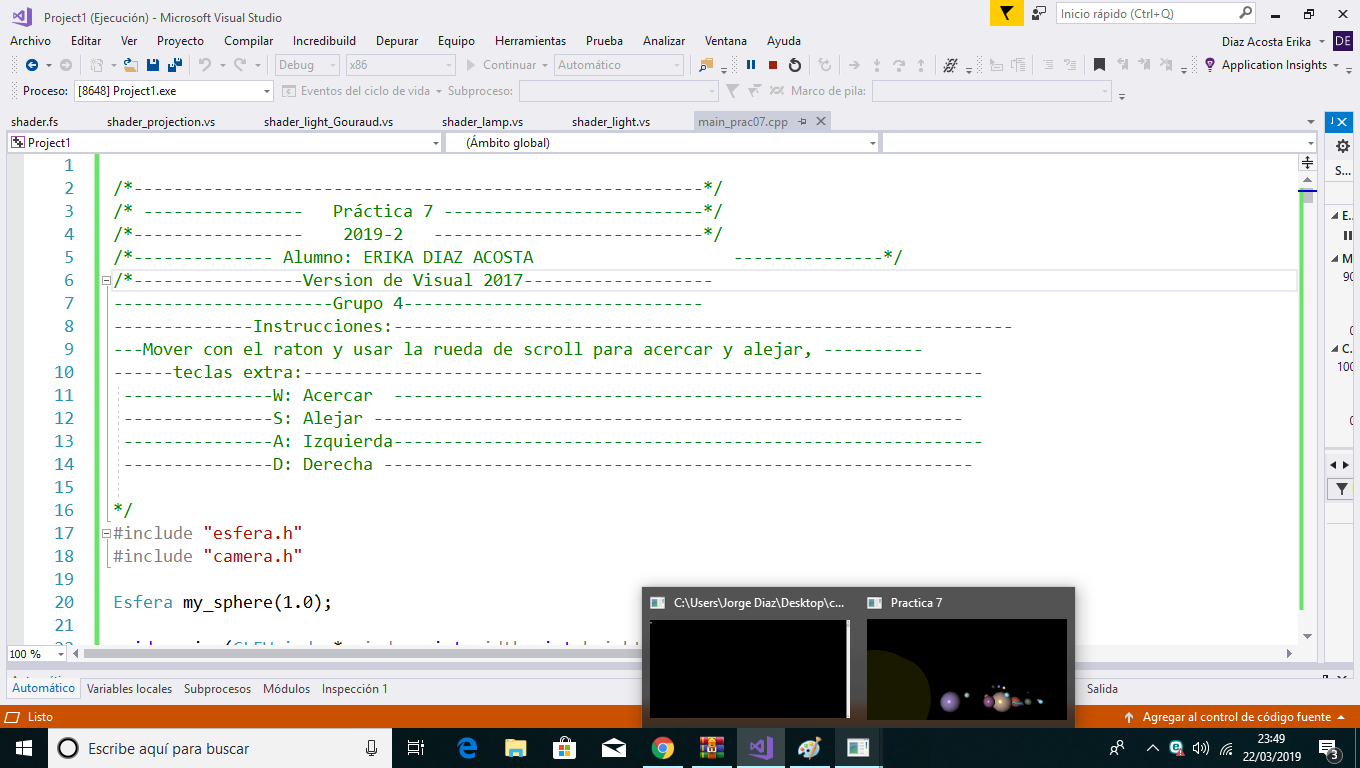 Project1 (Ejecución) - Microsoft Visual Studio
Inicio rápido (Ctrl+Q)
Archivo Editar Ver Proyecto Compilar Incredibuild Depurar Equipo Herramientas Prueba Analizar Ventana Ayuda
Diaz Acosta Erika DE
Debug x86 Continuar Automático Application Insights
Proceso: [8648] Project1.exe Eventos del ciclo de vida Subproceso: Marco de pila:
shader.fs shader_projection.vs shader_light_Gouraud.vs shader_lamp.vs shader_light.vs main_prac07.cpp
Project1 (Ámbito global)
1
2 /*---------------------------------------------------------*/
3 /* ---------------- Práctica 7 --------------------------*/
4 /*----------------- 2019-2 ---------------------------*/
5 /*-------------- Alumno: ERIKA DIAZ ACOSTA ---------------*/
6 /*-----------------Version de Visual 2017-------------------
7 ----------------------Grupo 4------------------------------
8 --------------Instrucciones:--------------------------------------------------------------
9 ---Mover con el raton y usar la rueda de scroll para acercar y alejar, ----------
10 ------teclas extra:--------------------------------------------------------------------
11 ---------------W: Acercar -----------------------------------------------------------
12 ---------------S: Alejar -----------------------------------------------------------
13 ---------------A: Izquierda-----------------------------------------------------------
14 ---------------D: Derecha -----------------------------------------------------------
15
16 */
17 #include "esfera.h"
18 #include "camera.h"
19
20 Esfera my_sphere(1.0);
21
S...
E..
M
90
C.
100
C:\Users\Jorge Diaz\Desktop\c...
Practica 7
100 %
Automático Variables locales Subprocesos Módulos Inspección 1 Salida
Listo
Agregar al control de código fuente
Escribe aquí para buscar
23:49
22/03/2019
3